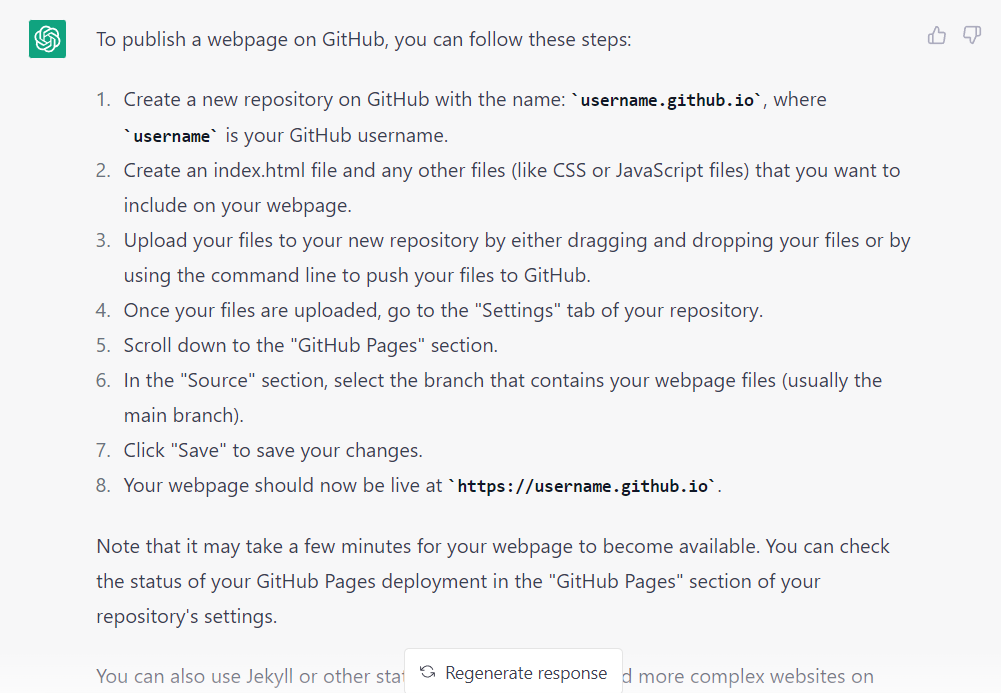 To publish a webpage on GitHub, you can follow these steps:
1. Create a new repository on GitHub with the name: `username.github.io`, where
`username` is your GitHub username.
2. Create an index.html file and any other files (like CSS or JavaScript files) that you want to
include on your webpage.
3. Upload your files to your new repository by either dragging and dropping your files or by
using the command line to push your files to GitHub.
4. Once your files are uploaded, go to the "Settings" tab of your repository.
5. Scroll down to the "GitHub Pages" section.
6. In the "Source" section, select the branch that contains your webpage files (usually the
main branch).
7. Click "Save" to save your changes.
8. Your webpage should now be live at `https://username.github.io`.
Note that it may take a few minutes for your webpage to become available. You can check
the status of your GitHub Pages deployment in the "GitHub Pages" section of your
repository's settings.
You can also use Jekyll or other more complex websites on
Regenerate response